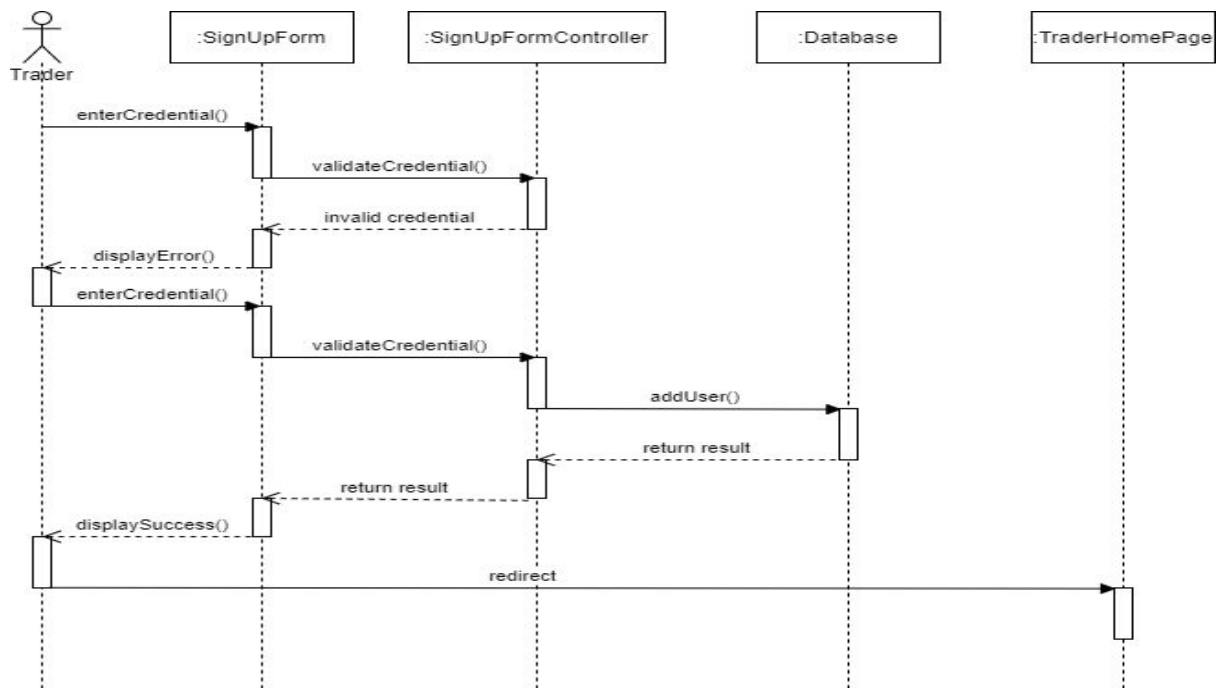 :SignUpForm
:SignUpFormController
:Database
:TraderHomePage
Trader
enterCredential()
validateCredential()
invalid credential
displayError()
enterCredential()
validateCredential()
addUser()
return result
return result
displaySuccess()
redirect